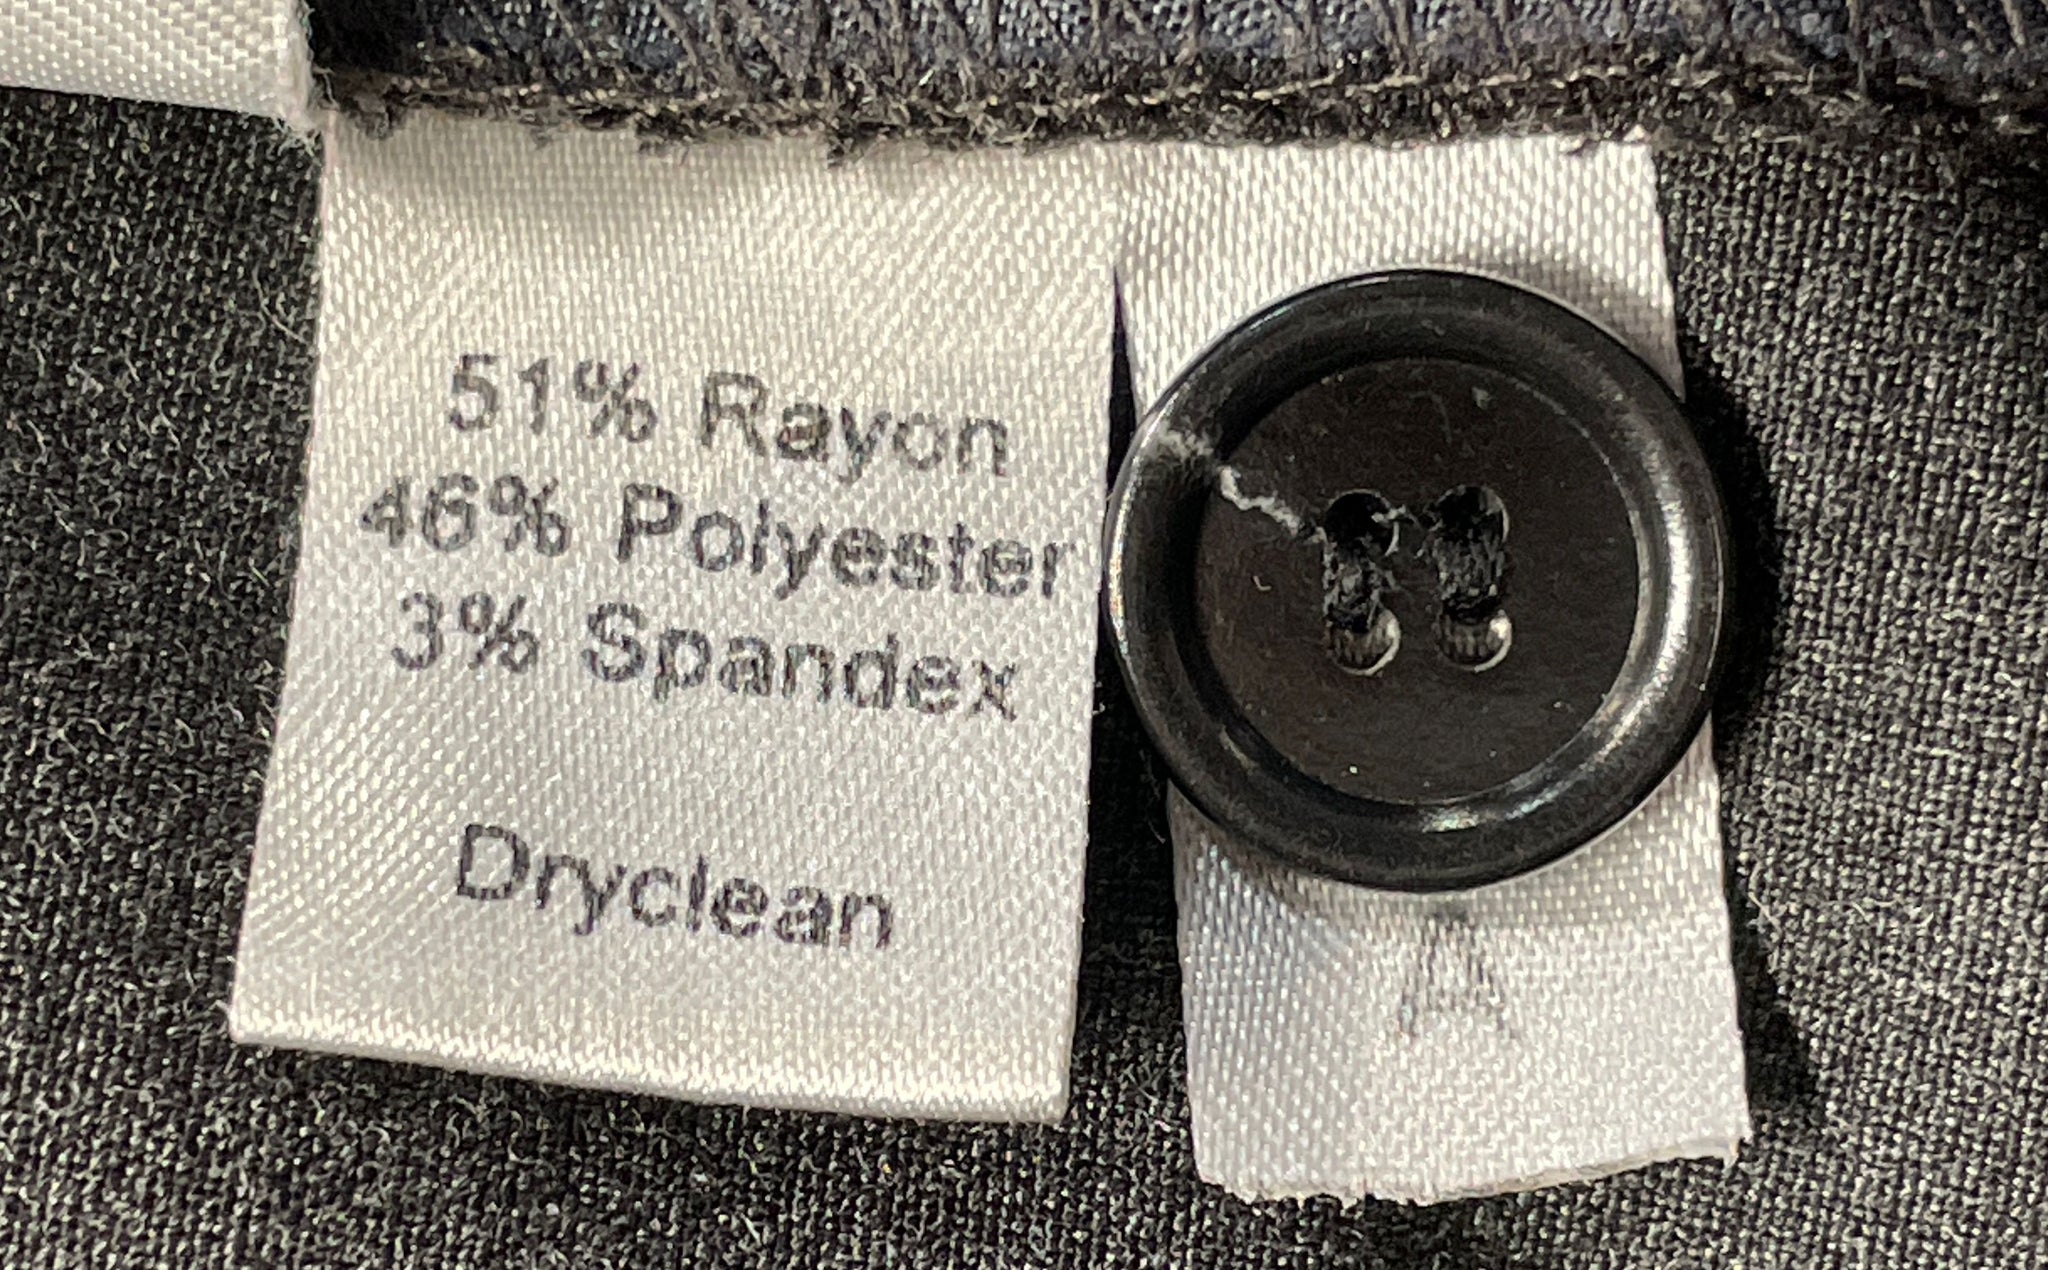 51% Rayon
46% Polyester
3% Spandex
Dryclean
A